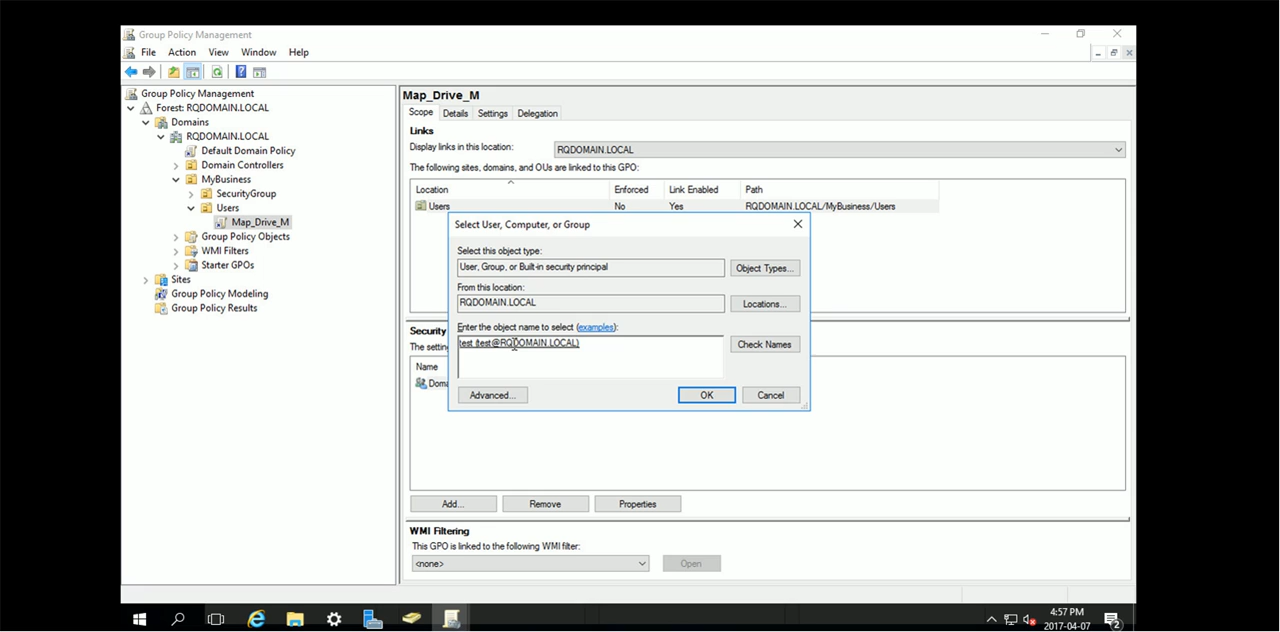 Group Policy Management
File Action View Window Help
Group Policy Management
Forest: RQDOMAIN.LOCAL
Domains
RQDOMAIN.LOCAL
Default Domain Policy
Domain Controllers
MyBusiness
SecurityGroup
Users
Map_Drive_M
Group Policy Objects
WMI Filters
Starter GPOs
Sites
Group Policy Modeling
Group Policy Results
Map_Drive_M
Scope Details Settings Delegation
Links
Display links in this location: RQDOMAIN.LOCAL
The following sites, domains, and OUs are linked to this GPO:
Location Enforced Link Enabled Path
Users No Yes RQDOMAIN.LOCAL/MyBusiness/Users
Select User, Computer, or Group
Select this object type:
User, Group, or Built-in security principal Object Types...
From this location:
RQDOMAIN.LOCAL Locations...
Enter the object name to select (examples):
test (test@RQDOMAIN.LOCAL) Check Names
Advanced... OK Cancel
Security
The settin
Name
Doma
Add... Remove Properties
WMI Filtering
This GPO is linked to the following WMI filter:
<none> Open
4:57 PM
2017-04-07
2